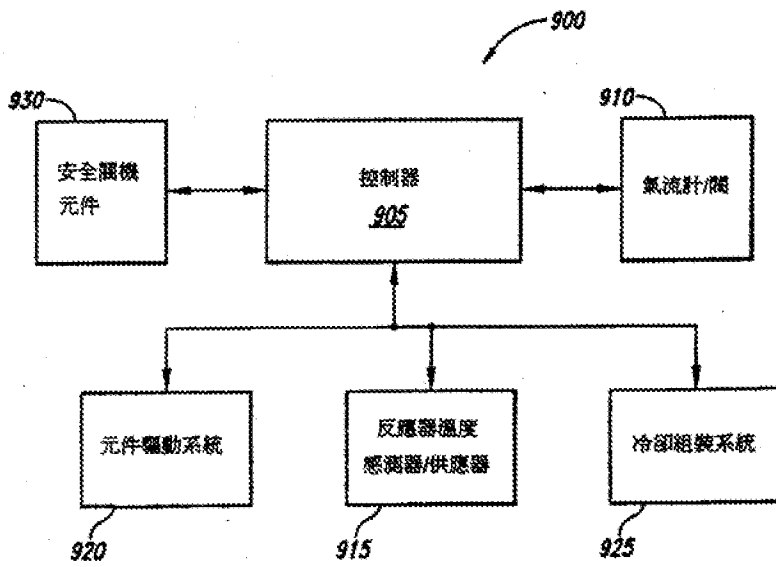 900
930
910
安全關機
元件
控制器
905
氣流計/閥
元件驅動系統
反應器溫度
感測器/供應器
冷卻組裝系統
920
915
925